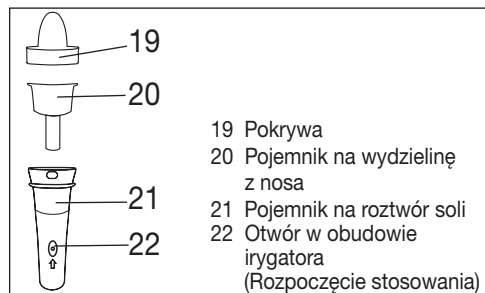 19
20
21
22
19 Pokrywa
20 Pojemnik na wydzielinę
z nosa
21 Pojemnik na roztwór soli
22 Otwór w obudowie
irygatora
(Rozpoczęcie stosowania)